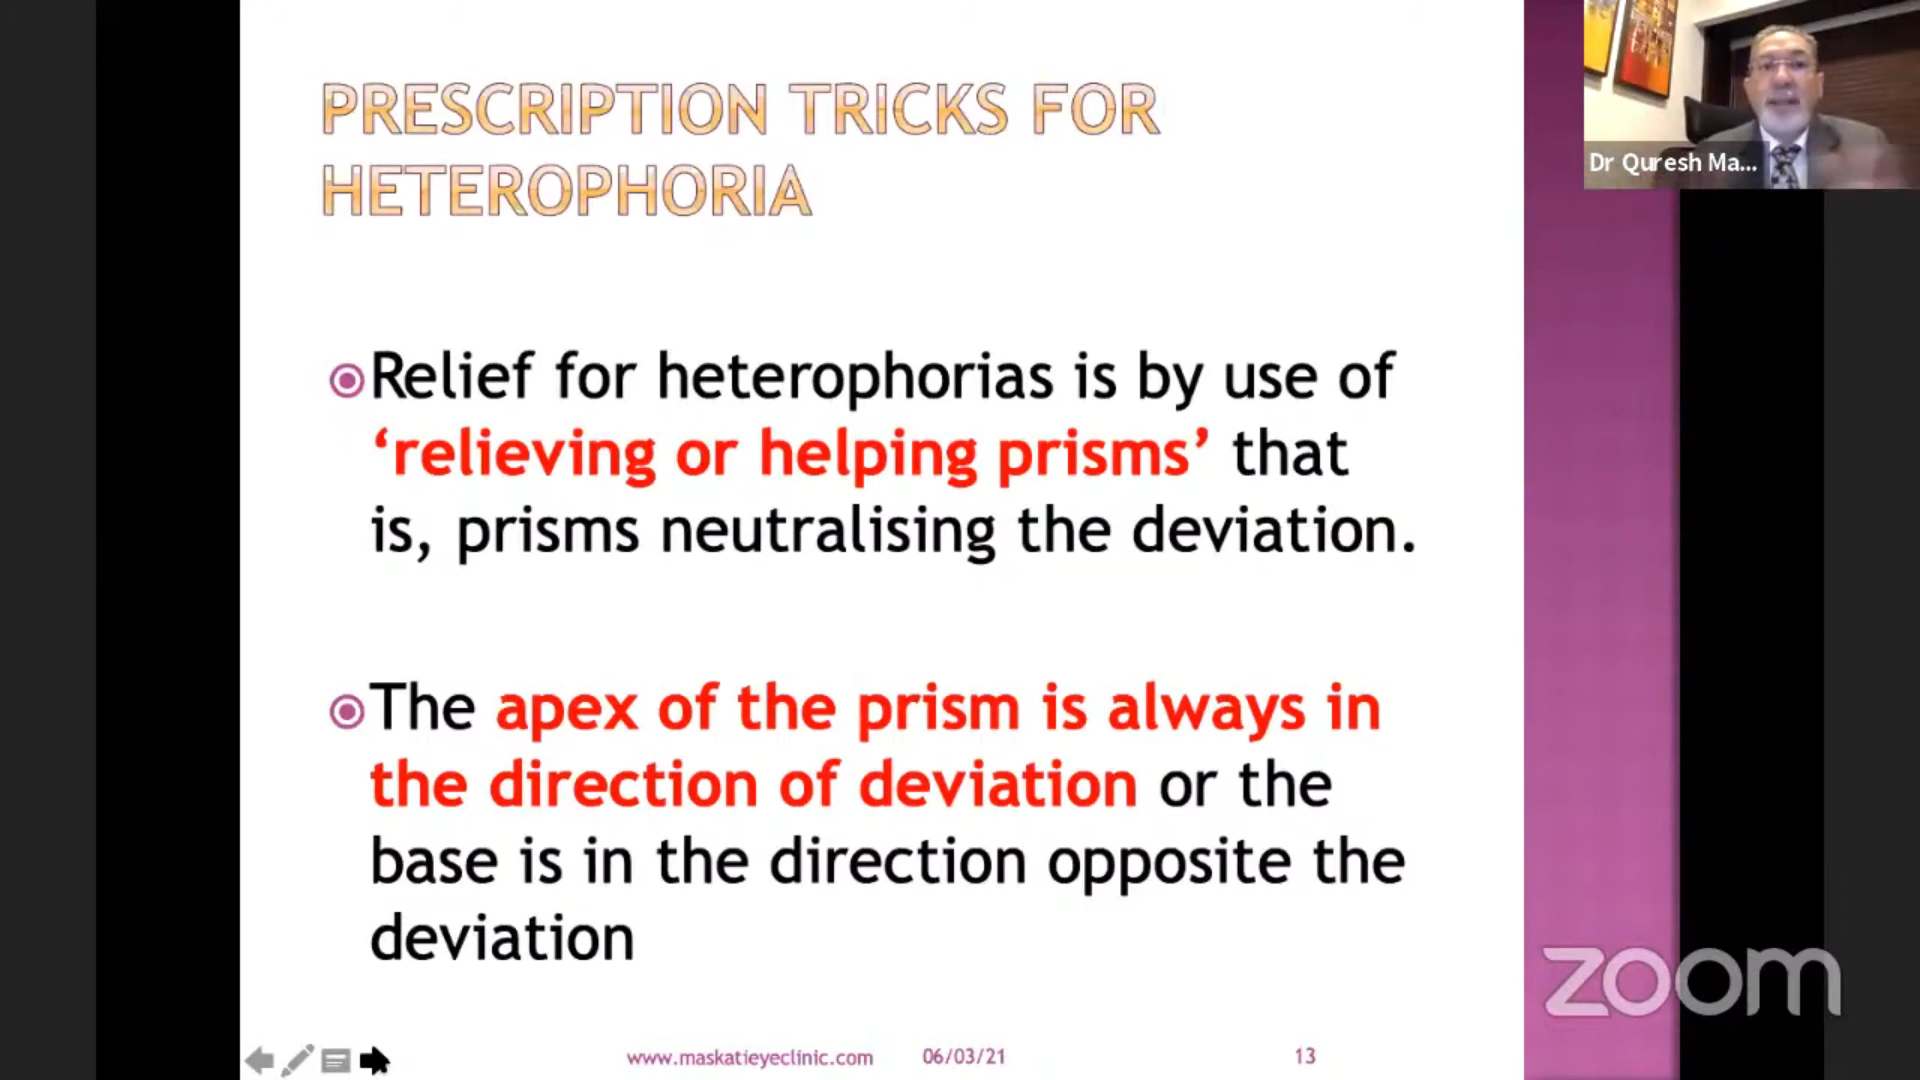 PRESCRIPTION TRICKS FOR
HETEROPHORIA
Relief for heterophorias is by use of
‘relieving or helping prisms’ that
is, prisms neutralising the deviation.
The apex of the prism is always in
the direction of deviation or the
base is in the direction opposite the
deviation
www.maskatieyeclinic.com 06/03/21 13
Dr Quresh Ma...
zoom